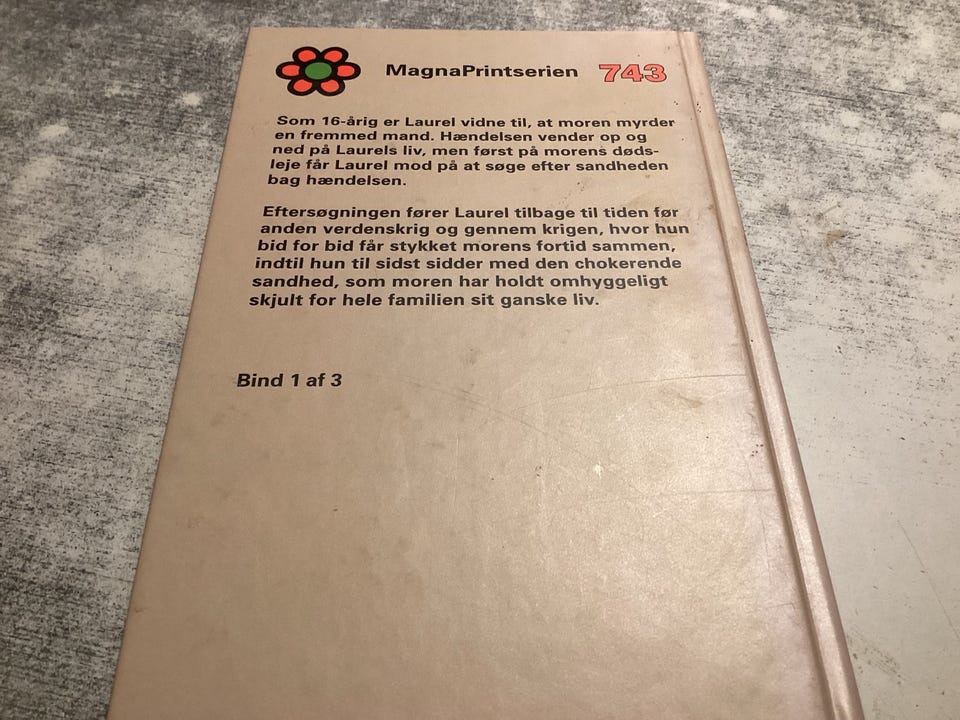 MagnaPrintserien 743
Som 16-årig er Laurel vidne til, at moren myrder
en fremmed mand. Hændelsen vender op og
ned på Laurels liv, men først på morens døds-
leje får Laurel mod på at søge efter sandheden
bag hændelsen.
Eftersøgningen fører Laurel tilbage til tiden før
anden verdenskrig og gennem krigen, hvor hun
bid for bid får stykket morens fortid sammen,
indtil hun til sidst sidder med den chokerende
sandhed, som moren har holdt omhyggeligt
skjult for hele familien sit ganske liv.
Bind 1 af 3